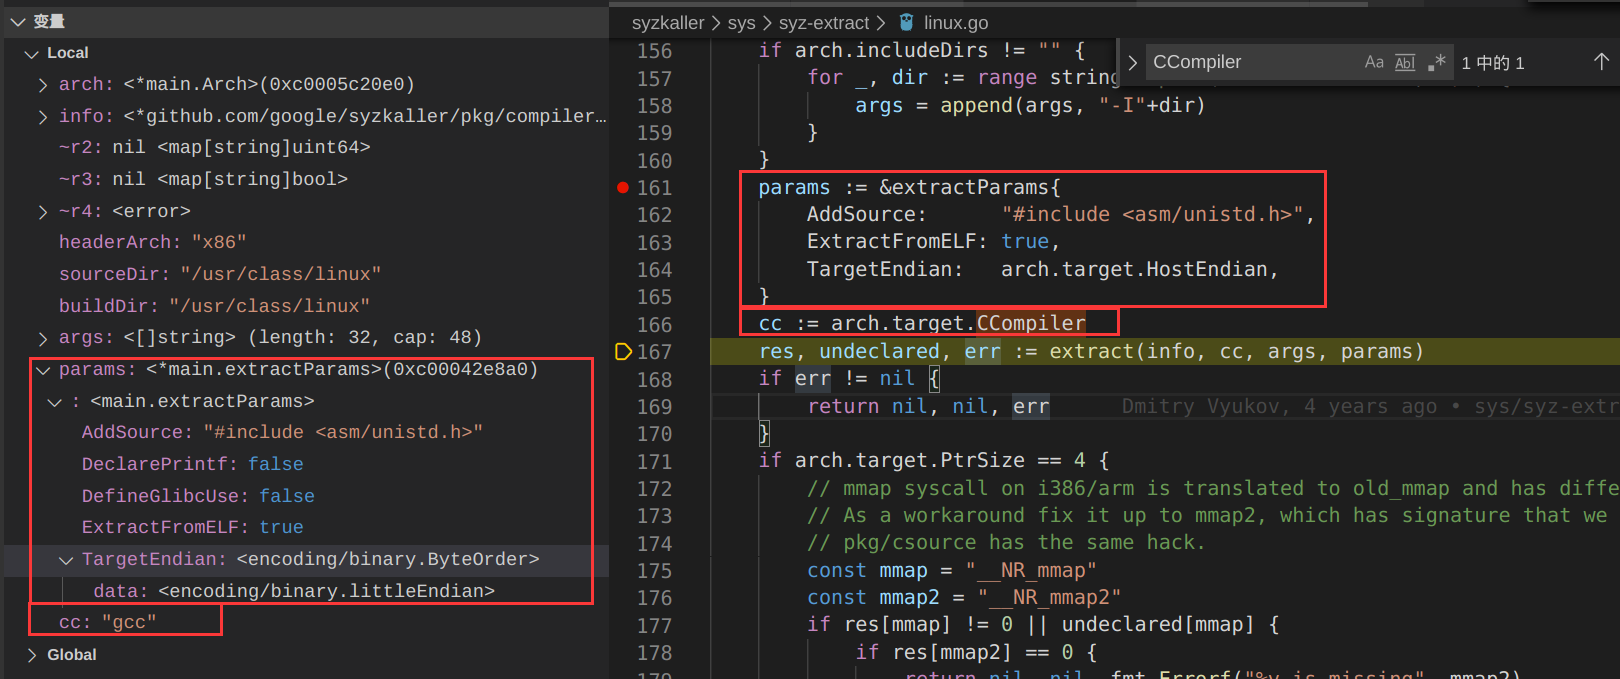 变量
Local
arch: <*main.Arch>(0xc0005c20e0)
info: <*github.com/google/syzkaller/pkg/compiler…
~r2: nil <map[string]uint64>
~r3: nil <map[string]bool>
~r4: <error>
headerArch: "x86"
sourceDir: "/usr/class/linux"
buildDir: "/usr/class/linux"
args: <[]string> (length: 32, cap: 48)
params: <*main.extractParams>(0xc00042e8a0)
: <main.extractParams>
AddSource: "#include <asm/unistd.h>"
DeclarePrintf: false
DefineGlibcUse: false
ExtractFromELF: true
TargetEndian: <encoding/binary.ByteOrder>
data: <encoding/binary.littleEndian>
cc: "gcc"
Global
syzkaller > sys > syz-extract > linux.go
CCompiler Aa Abl .* 1 中的 1
156 if arch.includeDirs != "" {
157 for _, dir := range string
158 args = append(args, "-I"+dir)
159 }
160 }
161 params := &extractParams{
162 AddSource: "#include <asm/unistd.h>",
163 ExtractFromELF: true,
164 TargetEndian: arch.target.HostEndian,
165 }
166 cc := arch.target.CCompiler
167 res, undeclared, err := extract(info, cc, args, params)
168 if err != nil {
169 return nil, nil, err Dmitry Vyukov, 4 years ago • sys/syz-extr
170 }
171 if arch.target.PtrSize == 4 {
172 // mmap syscall on i386/arm is translated to old_mmap and has diffe
173 // As a workaround fix it up to mmap2, which has signature that we
174 // pkg/csource has the same hack.
175 const mmap = "__NR_mmap"
176 const mmap2 = "__NR_mmap2"
177 if res[mmap] != 0 || undeclared[mmap] {
178 if res[mmap2] == 0 {
179 return nil, nil, fmt.Errorf("%v is missing", mmap2)